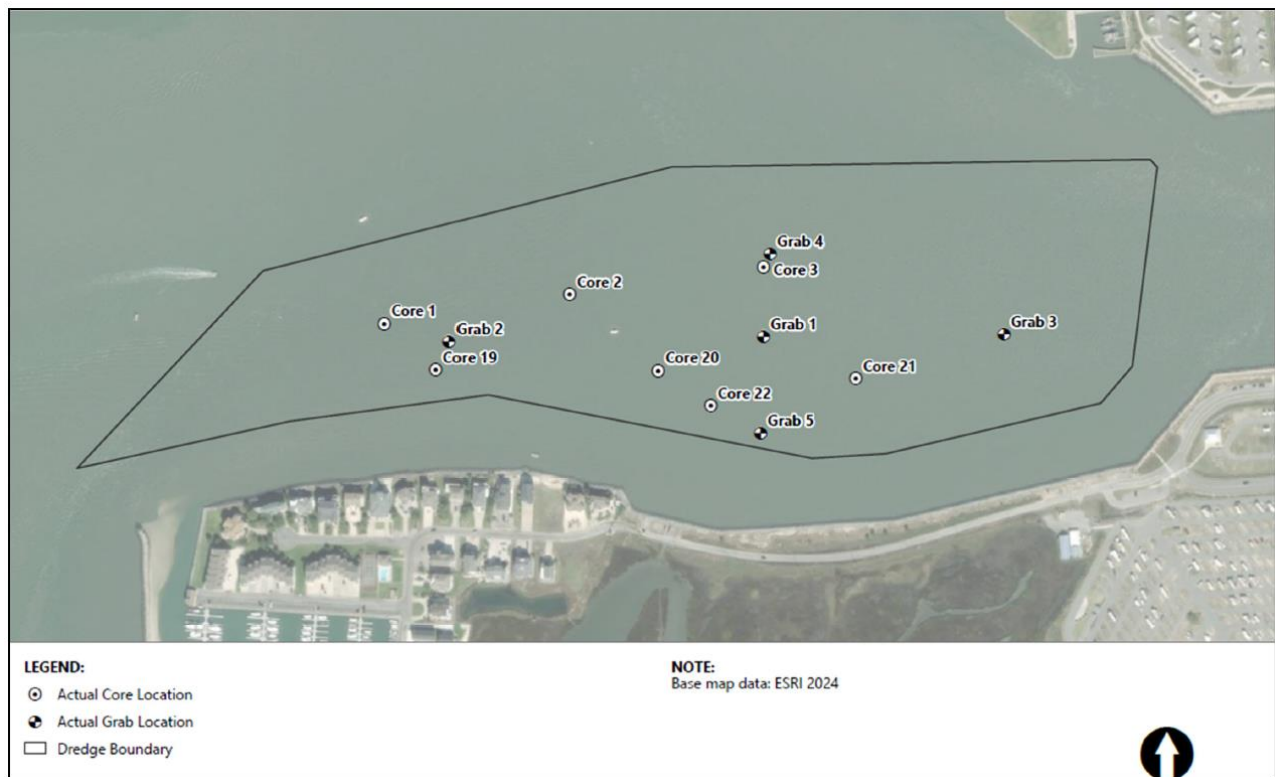 Grab 4
Core 3
Core 2
Core 1
Grab 2
Grab 1
Grab 3
Core 19
Core 20
Core 21
Core 22
Grab 5
LEGEND:
Actual Core Location
Actual Grab Location
Dredge Boundary
NOTE:
Base map data: ESRI 2024